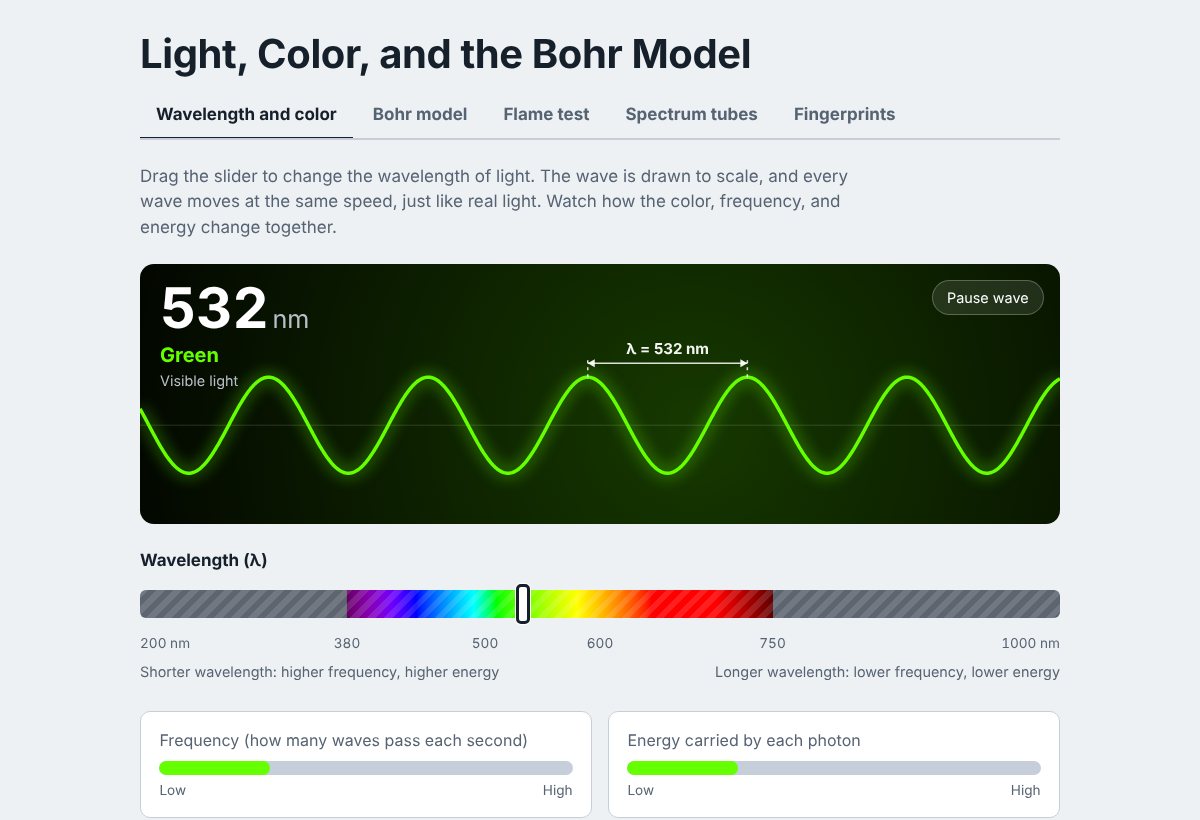 Light, Color, and the Bohr Model
Wavelength and color Bohr model Flame test Spectrum tubes Fingerprints
Drag the slider to change the wavelength of light. The wave is drawn to scale, and every
wave moves at the same speed, just like real light. Watch how the color, frequency, and
energy change together.
532 nm
Pause wave
Green
Visible light
λ = 532 nm
Wavelength (λ)
200 nm 380 500 600 750 1000 nm
Shorter wavelength: higher frequency, higher energy
Longer wavelength: lower frequency, lower energy
Frequency (how many waves pass each second)
Low High
Energy carried by each photon
Low High